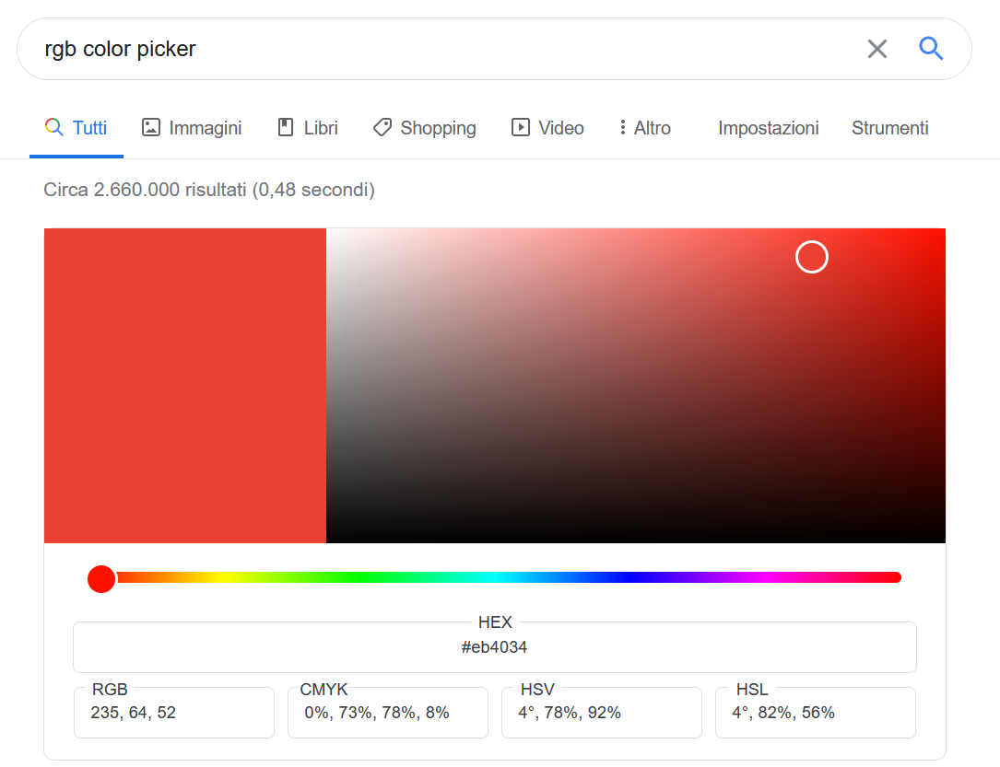 rgb color picker
Tutti Immagini Libri Shopping Video Altro Impostazioni Strumenti
Circa 2.660.000 risultati (0,48 secondi)
HEX
#eb4034
RGB CMYK HSV HSL
235, 64, 52 0%, 73%, 78%, 8% 4°, 78%, 92% 4°, 82%, 56%